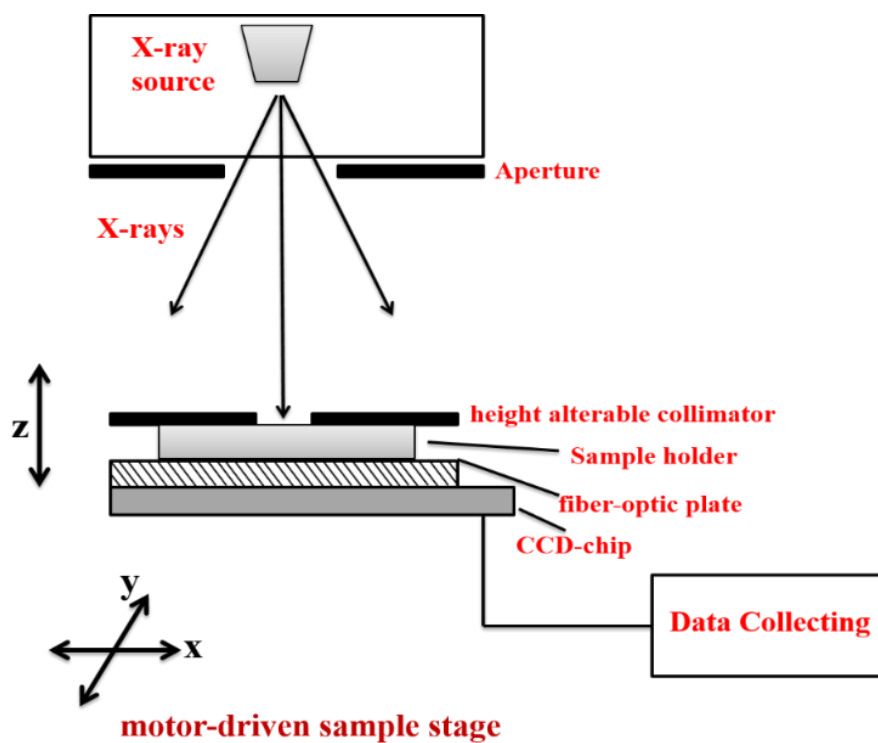 X-ray
source
Aperture
X-rays
z
height alterable collimator
Sample holder
fiber-optic plate
CCD-chip
y
x
Data Collecting
motor-driven sample stage